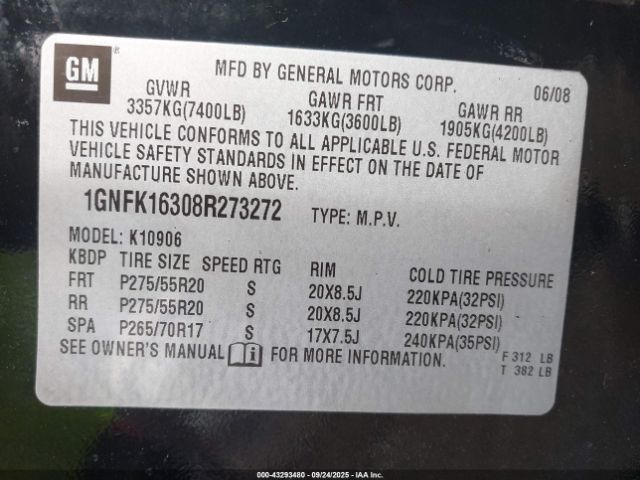 GM ®
MFD BY GENERAL MOTORS CORP. 06/08
GVWR GAWR FRT GAWR RR
3357KG(7400LB) 1633KG(3600LB) 1905KG(4200LB)
THIS VEHICLE CONFORMS TO ALL APPLICABLE U.S. FEDERAL MOTOR
VEHICLE SAFETY STANDARDS IN EFFECT ON THE DATE OF
MANUFACTURE SHOWN ABOVE.
1GNFK16308R273272 TYPE: M.P.V.
MODEL: K10906
KBDP TIRE SIZE SPEED RTG RIM COLD TIRE PRESSURE
FRT P275/55R20 S 20X8.5J 220KPA(32PSI)
RR P275/55R20 S 20X8.5J 220KPA(32PSI)
SPA P265/70R17 S 17X7.5J 240KPA(35PSI)
SEE OWNER'S MANUAL FOR MORE INFORMATION.
F 312 LB
T 382 LB
000-43293480 - 09/24/2025 - IAA Inc.